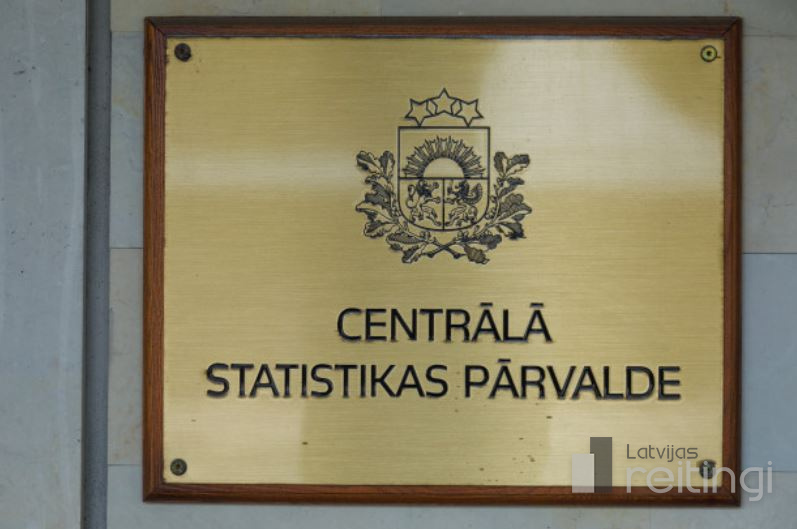 CENTRĀLĀ
STATISTIKAS PĀRVALDE
Latvijas
reitingi